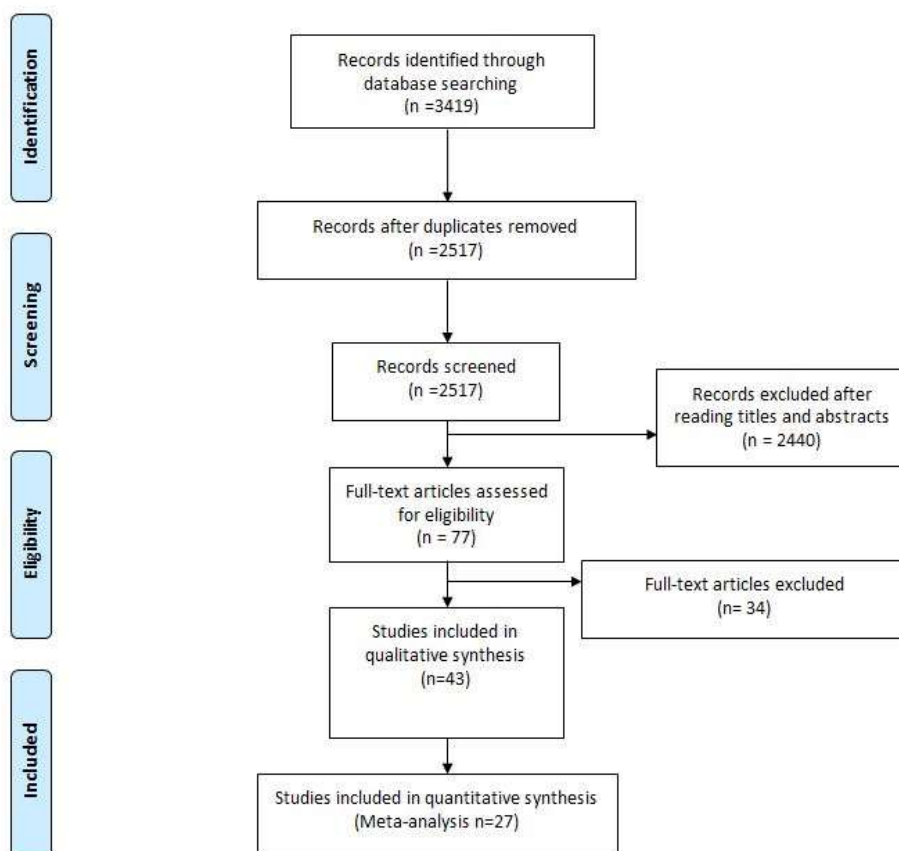 Identification
Records identified through
database searching
(n =3419)
Records after duplicates removed
(n =2517)
Screening
Records screened
(n =2517)
Records excluded after
reading titles and abstracts
(n = 2440)
Eligibility
Full-text articles assessed
for eligibility
(n = 77)
Full-text articles excluded
(n= 34)
Studies included in
qualitative synthesis
(n=43)
Included
Studies included in quantitative synthesis
(Meta-analysis n=27)